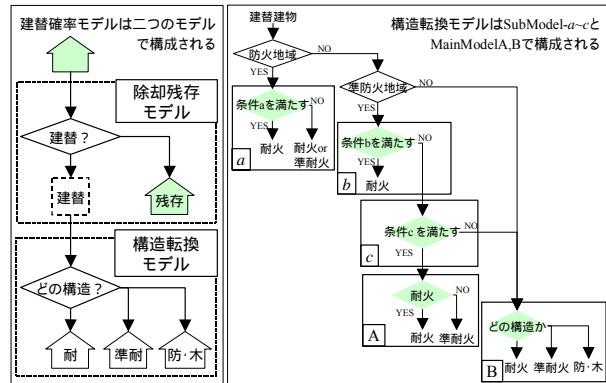 建替確率モデルは二つのモデル
で構成される
除却残存
モデル
建替？
建替
残存
構造転換
モデル
どの構造？
耐
準耐
防・木
構造転換モデルはSubModel-a~cと
MainModelA,Bで構成される
建替建物
防火地域
NO
YES
準防火地域
NO
YES
条件aを満たす
NO
YES
耐火
耐火or
準耐火
a
条件bを満たす
YES
NO
耐火
b
条件cを満たす
NO
YES
c
耐火
NO
YES
耐火
準耐火
A
どの構造か
耐火
準耐火
防・木
B